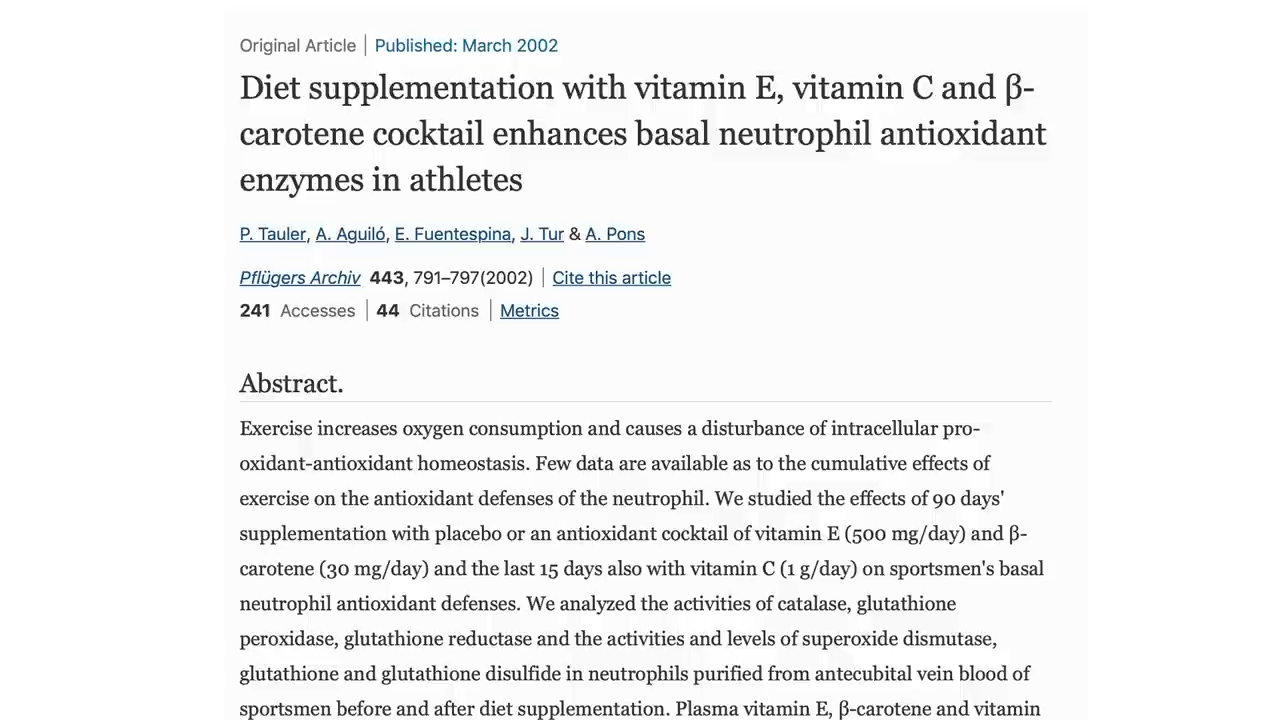 Original Article | Published: March 2002
Diet supplementation with vitamin E, vitamin C and β-
carotene cocktail enhances basal neutrophil antioxidant
enzymes in athletes
P. Tauler, A. Aguiló, E. Fuentespina, J. Tur & A. Pons
Pflügers Archiv 443, 791–797(2002) | Cite this article
241 Accesses | 44 Citations | Metrics
Abstract.
Exercise increases oxygen consumption and causes a disturbance of intracellular pro-
oxidant-antioxidant homeostasis. Few data are available as to the cumulative effects of
exercise on the antioxidant defenses of the neutrophil. We studied the effects of 90 days'
supplementation with placebo or an antioxidant cocktail of vitamin E (500 mg/day) and β-
carotene (30 mg/day) and the last 15 days also with vitamin C (1 g/day) on sportsmen's basal
neutrophil antioxidant defenses. We analyzed the activities of catalase, glutathione
peroxidase, glutathione reductase and the activities and levels of superoxide dismutase,
glutathione and glutathione disulfide in neutrophils purified from antecubital vein blood of
sportsmen before and after diet supplementation. Plasma vitamin E, β-carotene and vitamin